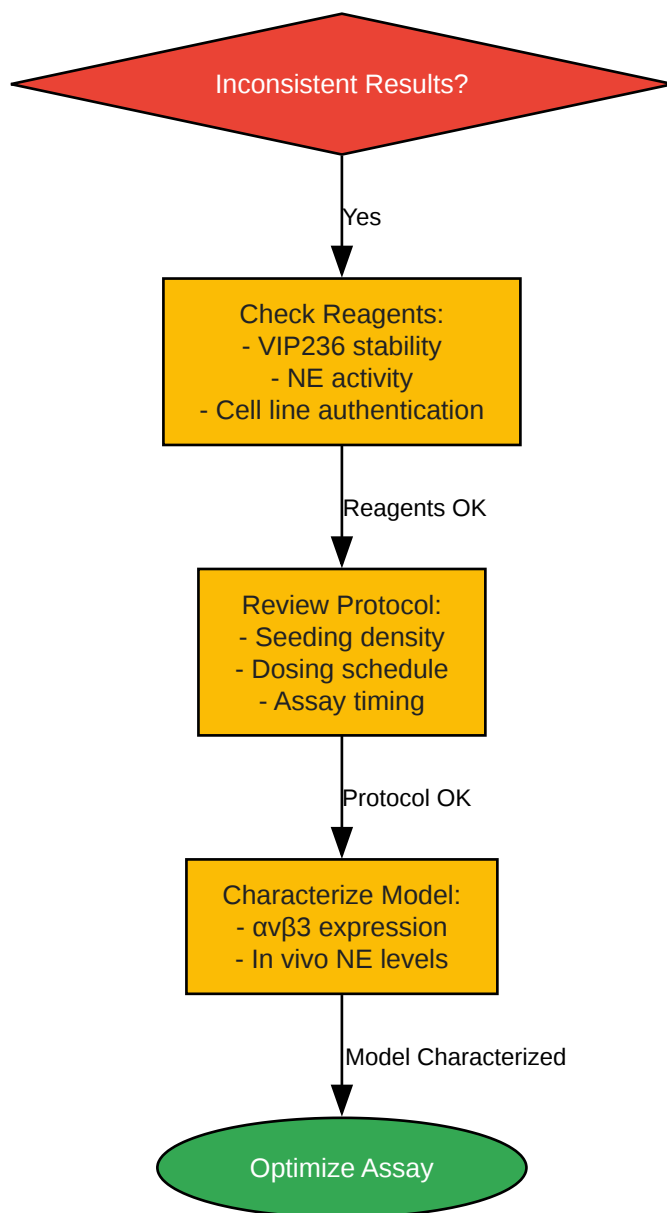 Inconsistent Results?
Yes
Check Reagents:
- VIP236 stability
- NE activity
- Cell line authentication
Reagents OK
Review Protocol:
- Seeding density
- Dosing schedule
- Assay timing
Protocol OK
Characterize Model:
- αvβ3 expression
- In vivo NE levels
Model Characterized
Optimize Assay